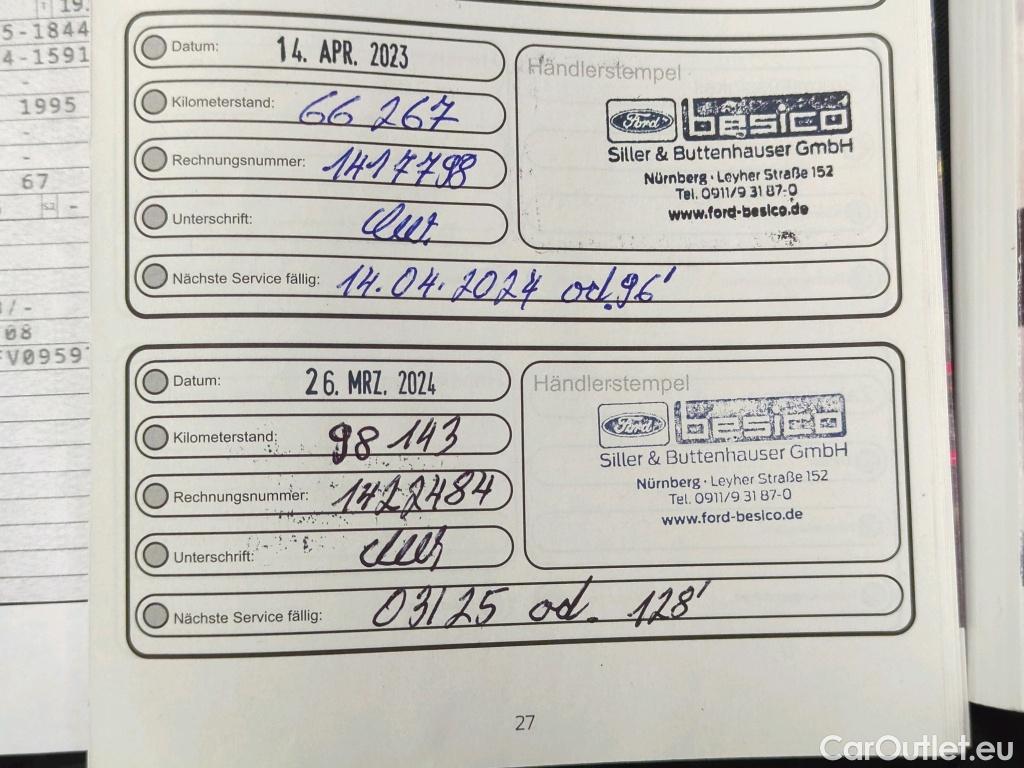 19.
5-1844
4-1591
-
1995
-
-
67
-
/-
08
FV0959
Datum: 14. APR. 2023
Kilometerstand: 66 267
Rechnungsnummer: 1417798
Unterschrift:
Nächste Service fällig: 14.04.2024 od. 96'
Händlerstempel
Ford besico
Siller & Buttenhauser GmbH
Nürnberg · Leyher Straße 152
Tel. 0911/9 31 87-0
www.ford-besico.de
Datum: 26. MRZ. 2024
Kilometerstand: 98 143
Rechnungsnummer: 1422484
Unterschrift:
Nächste Service fällig: 03/25 od. 128'
Händlerstempel
Ford besico
Siller & Buttenhauser GmbH
Nürnberg · Leyher Straße 152
Tel. 0911/9 31 87-0
www.ford-besico.de
27
CarOutlet.eu